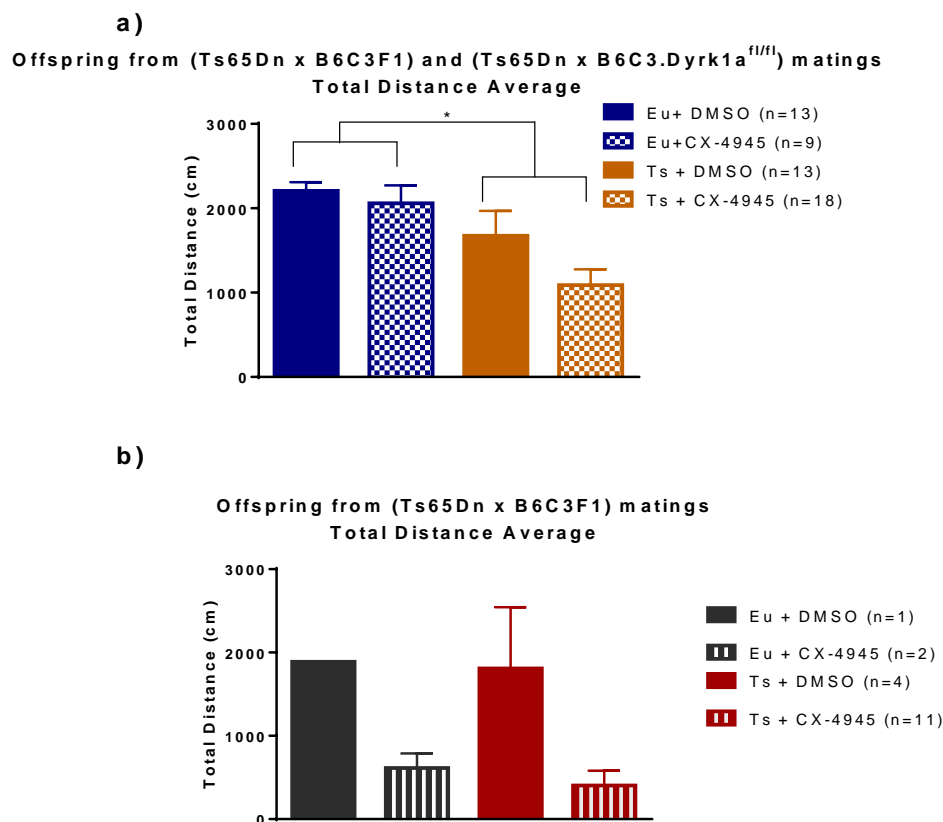 a)
Offspring from (Ts65Dn x B6C3F1) and (Ts65Dn x B6C3.Dyrk1a^fl/fl) matings
Total Distance Average
Total Distance (cm)
3000
2000
1000
0
*
Eu+ DMSO (n=13)
Eu+CX-4945 (n=9)
Ts + DMSO (n=13)
Ts + CX-4945 (n=18)
b)
Offspring from (Ts65Dn x B6C3F1) matings
Total Distance Average
Total Distance (cm)
3000
2000
1000
0
Eu + DMSO (n=1)
Eu + CX-4945 (n=2)
Ts + DMSO (n=4)
Ts + CX-4945 (n=11)